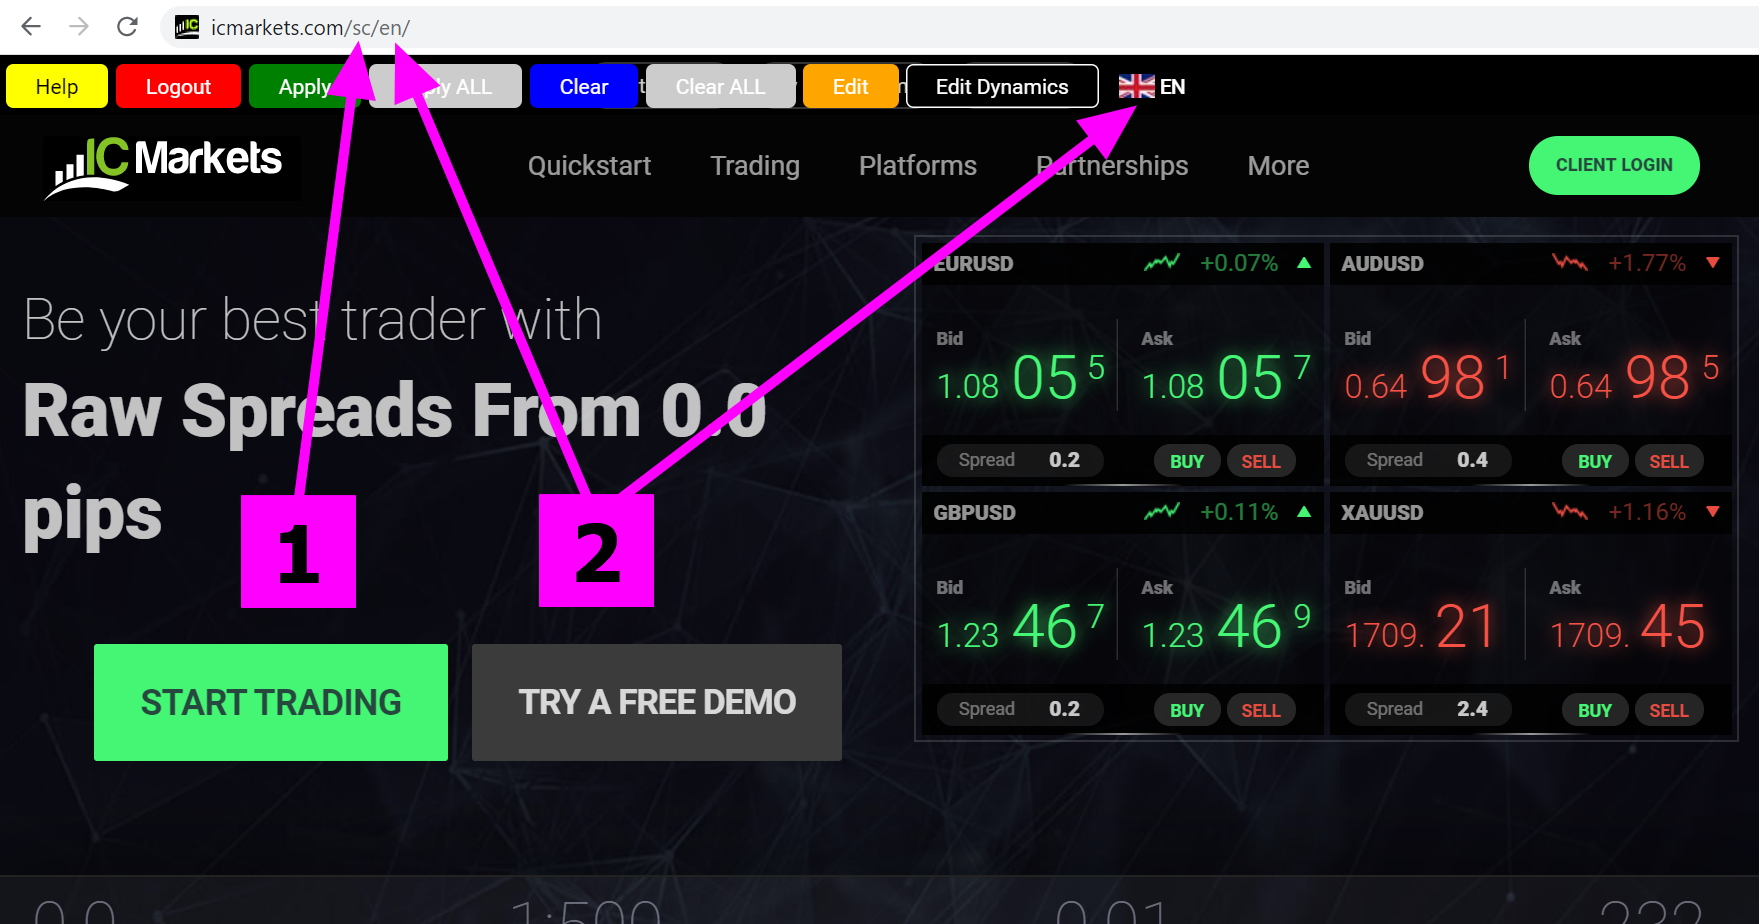 icmarkets.com/sc/en/
Help Logout Apply ply ALL Clear Clear ALL Edit Edit Dynamics EN
IC Markets Quickstart Trading Platforms Partnerships More CLIENT LOGIN
Be your best trader with
Raw Spreads From 0.0
pips
1 2
START TRADING TRY A FREE DEMO
EURUSD +0.07% AUDUSD +1.77%
Bid Ask Bid Ask
1.08 05 5 1.08 05 7 0.64 98 1 0.64 98 5
Spread 0.2 BUY SELL Spread 0.4 BUY SELL
GBPUSD +0.11% XAUUSD +1.16%
Bid Ask Bid Ask
1.23 46 7 1.23 46 9 1709. 21 1709. 45
Spread 0.2 BUY SELL Spread 2.4 BUY SELL
0.0 1:500 0.01 232